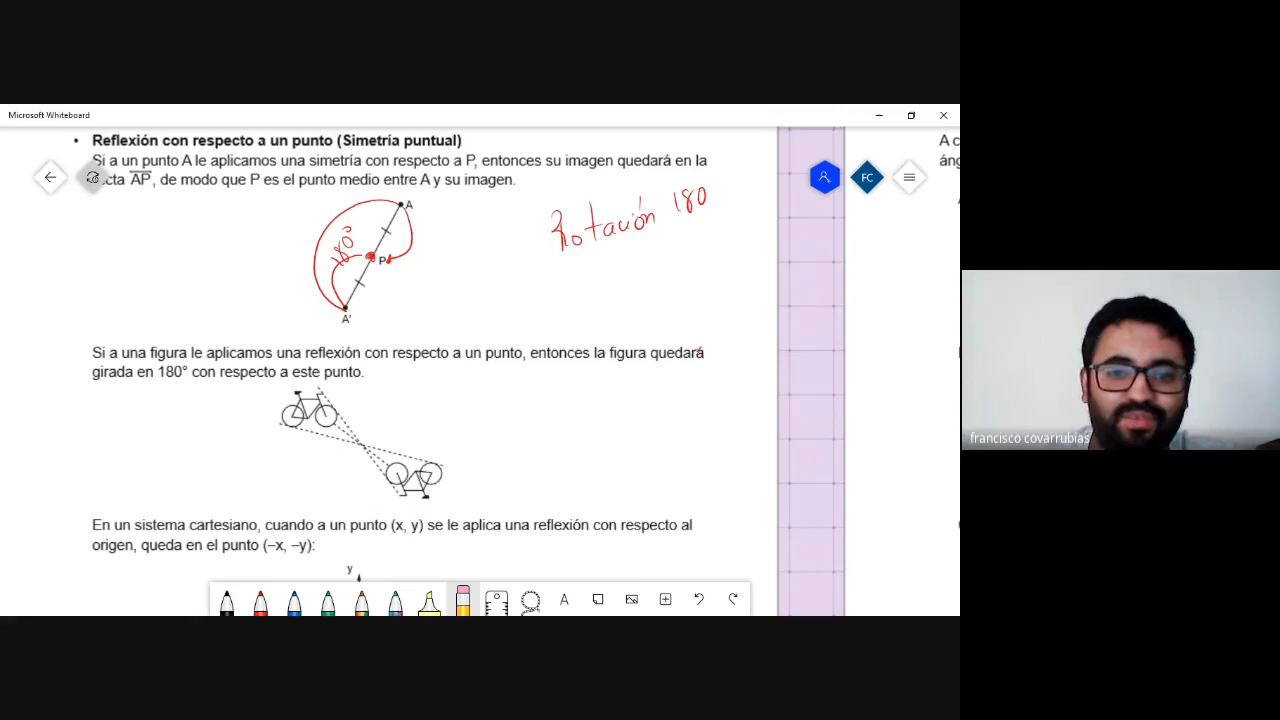 Microsoft Whiteboard
• Reflexión con respecto a un punto (Simetría puntual)
Si a un punto A le aplicamos una simetría con respecto a P, entonces su imagen quedará en la
cta AP, de modo que P es el punto medio entre A y su imagen.
A c
áng
FC
Rotación 180
A
180°
P
A'
Si a una figura le aplicamos una reflexión con respecto a un punto, entonces la figura quedará
girada en 180° con respecto a este punto.
francisco covarrubias
En un sistema cartesiano, cuando a un punto (x, y) se le aplica una reflexión con respecto al
origen, queda en el punto (–x, –y):
y
A